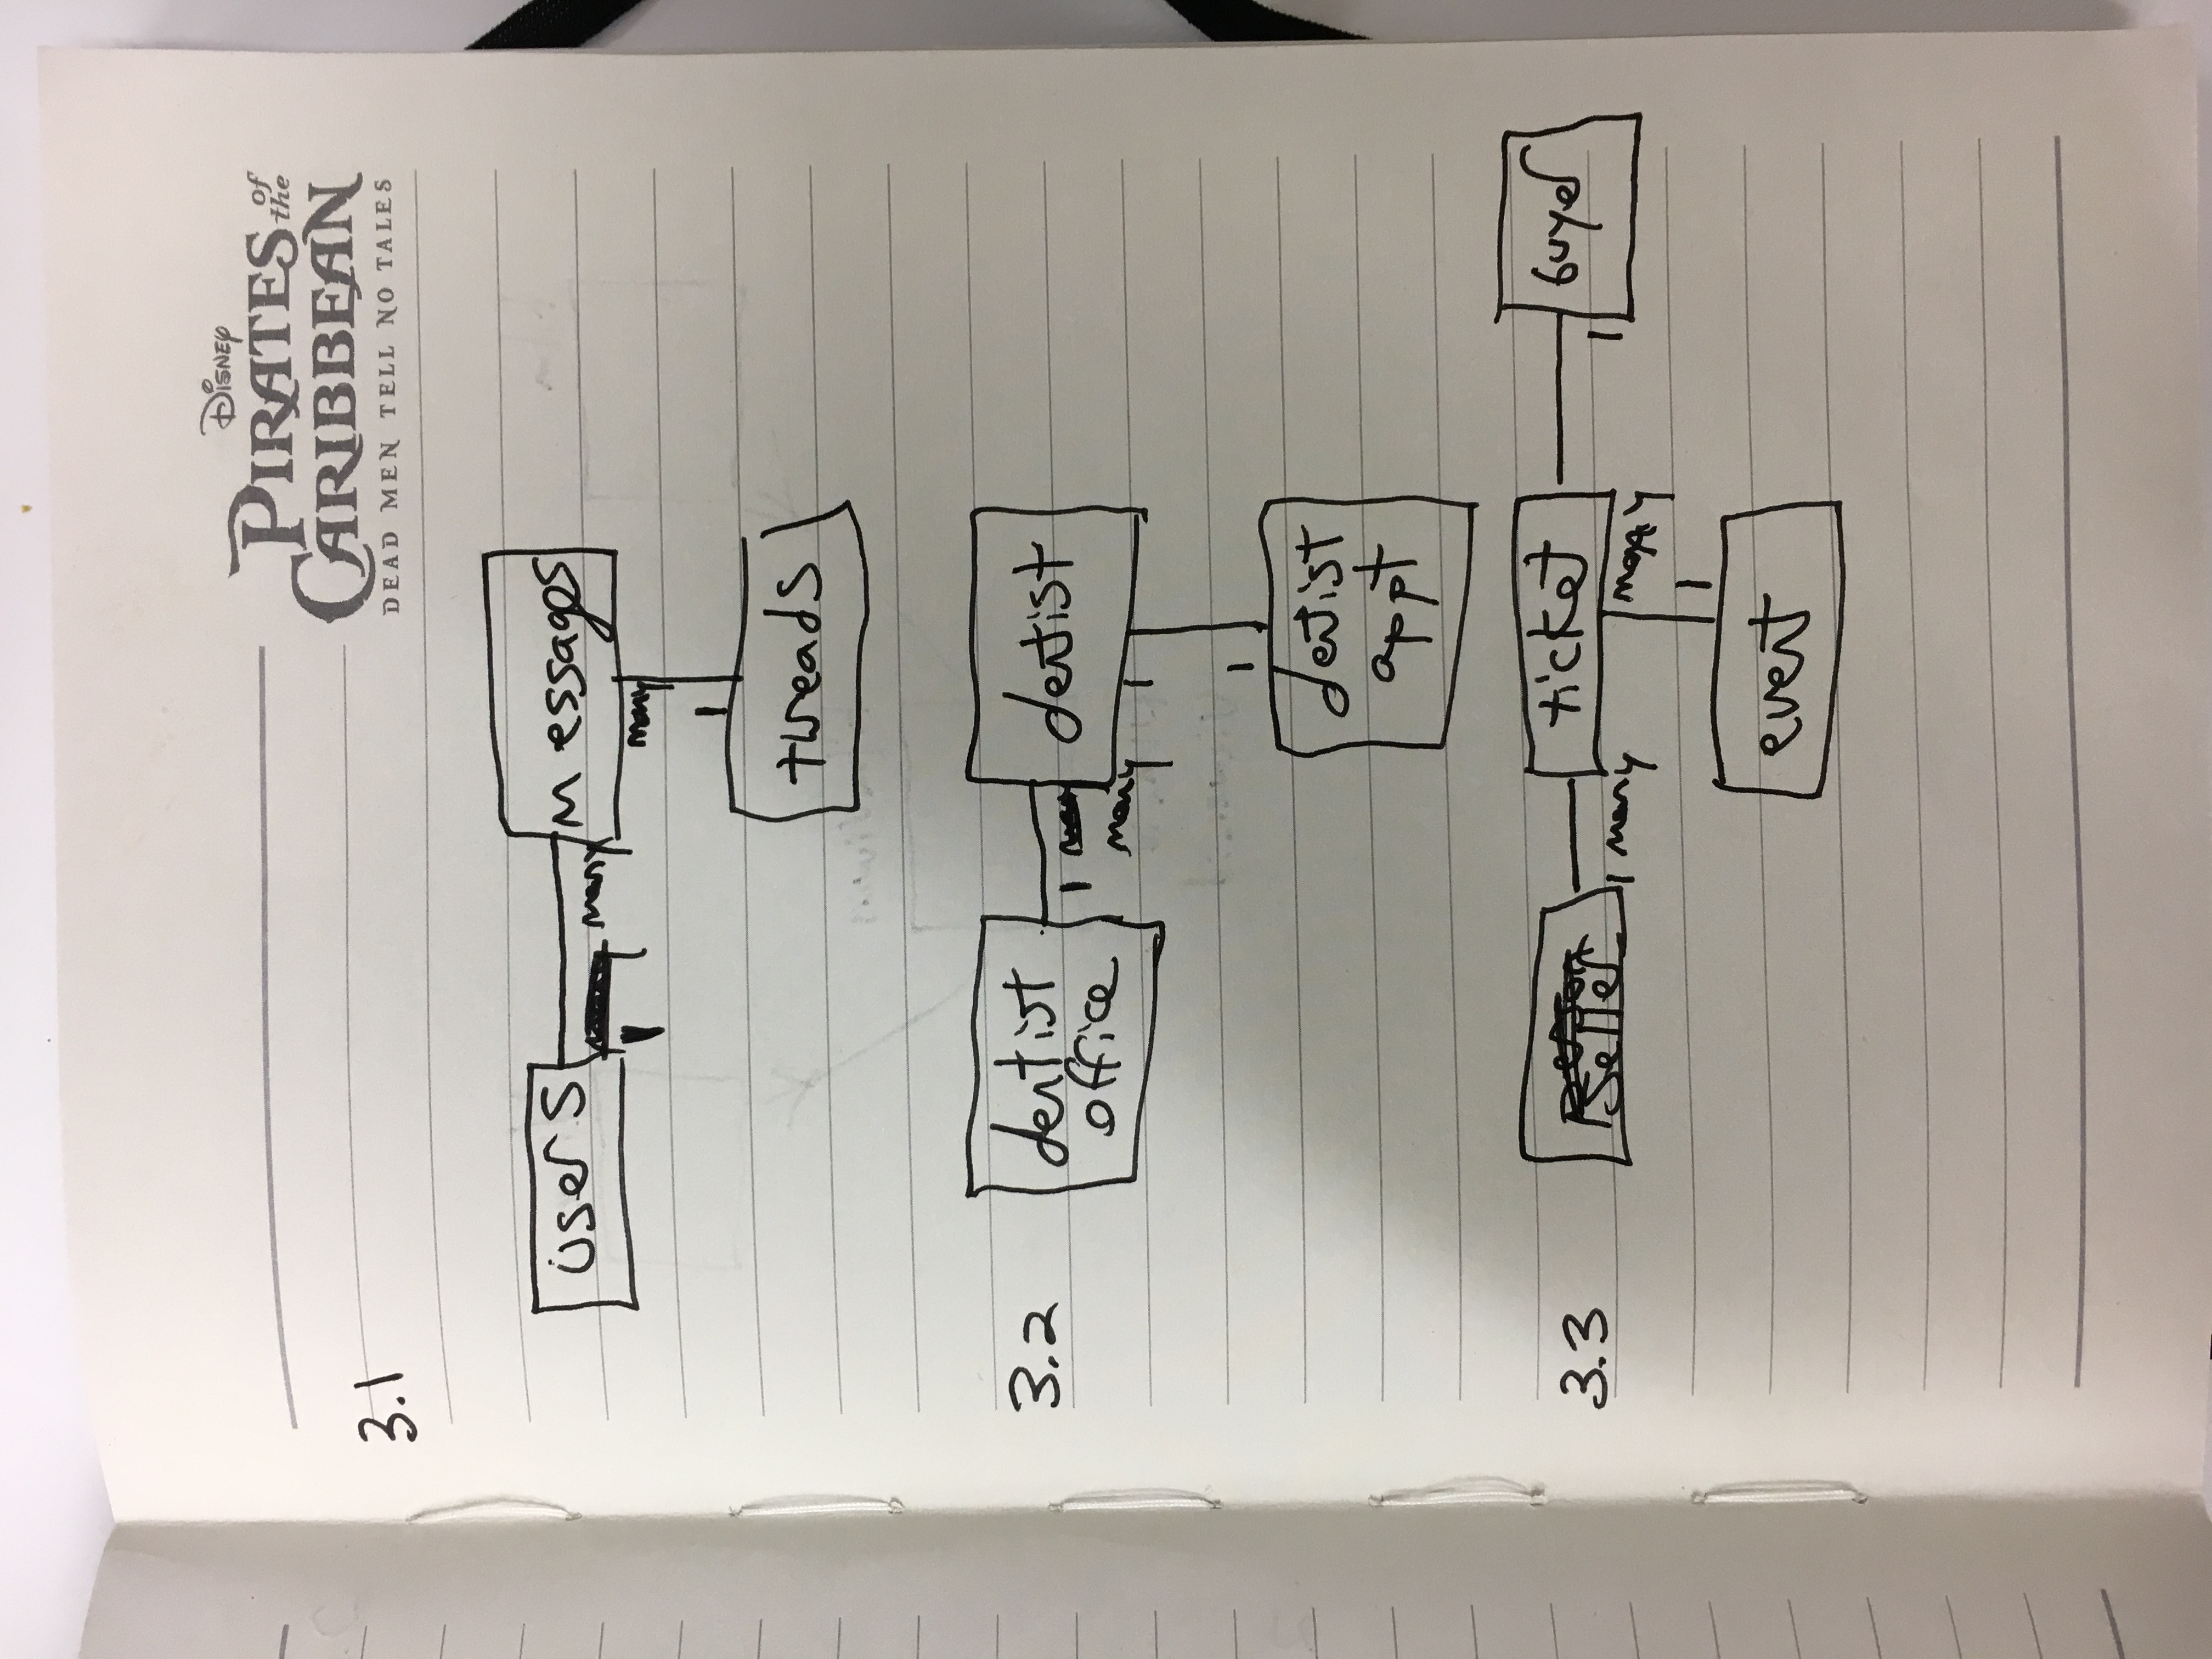 Disney
PIRATES of the
CARIBBEAN
DEAD MEN TELL NO TALES
3.1
users
messages
many
1
many
1
threads
3.2
dentist
office
dentist
1
many
1
1
dentist
appt
3.3
seller
ticket
buyer
1 many
many
1
1
event